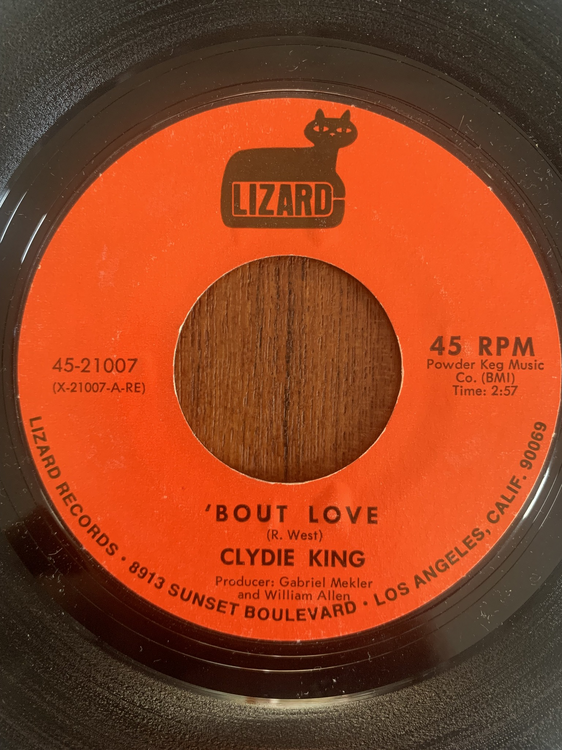 LIZARD
45-21007
(X-21007-A-RE)
45 RPM
Powder Keg Music
Co. (BMI)
Time: 2:57
'BOUT LOVE
(R. West)
CLYDIE KING
Producer: Gabriel Mekler
and William Allen
LIZARD RECORDS · 8913 SUNSET BOULEVARD · LOS ANGELES, CALIF. 90069